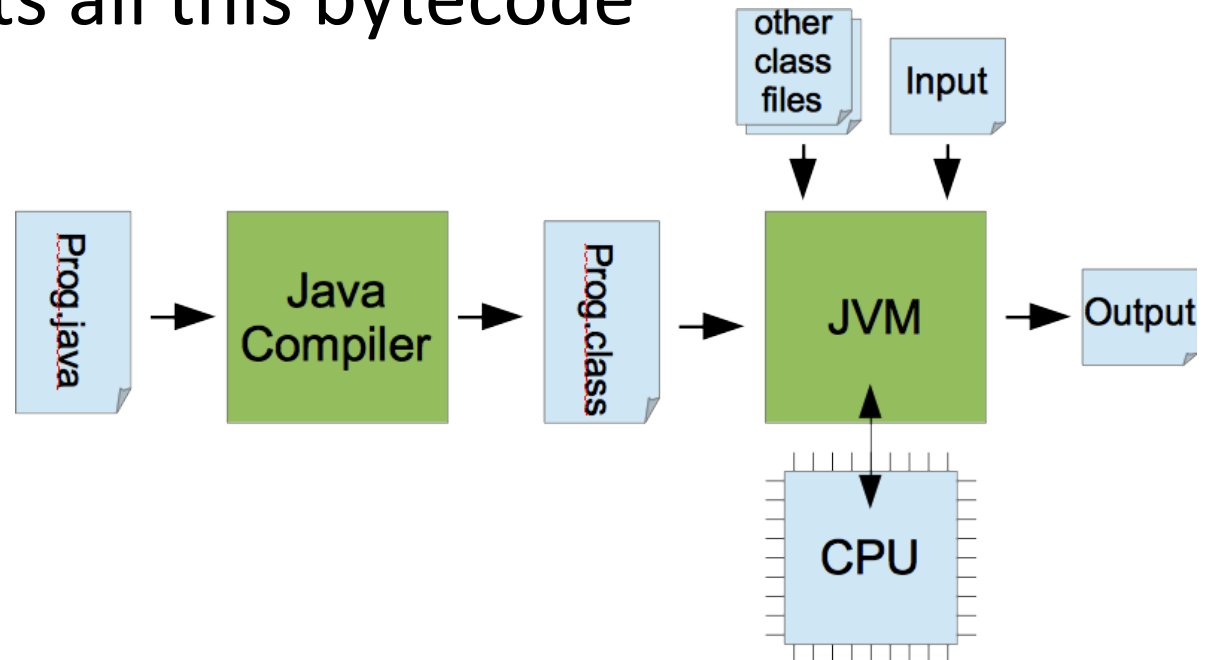 ts all this bytecode
other
class
files
Input
Prog.java
Java
Compiler
Prog.class
JVM
Output
CPU